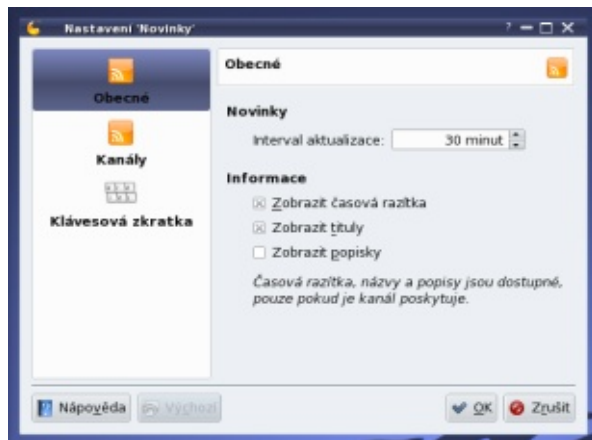 Nastavení 'Novinky'
Obecné
Kanály
Klávesová zkratka
Obecné
Novinky
Interval aktualizace: 30 minut
Informace
Zobrazit časová razítka
Zobrazit tituly
Zobrazit popisky
Časová razítka, názvy a popisy jsou dostupné,
pouze pokud je kanál poskytuje.
Nápověda Výchozí OK Zrušit